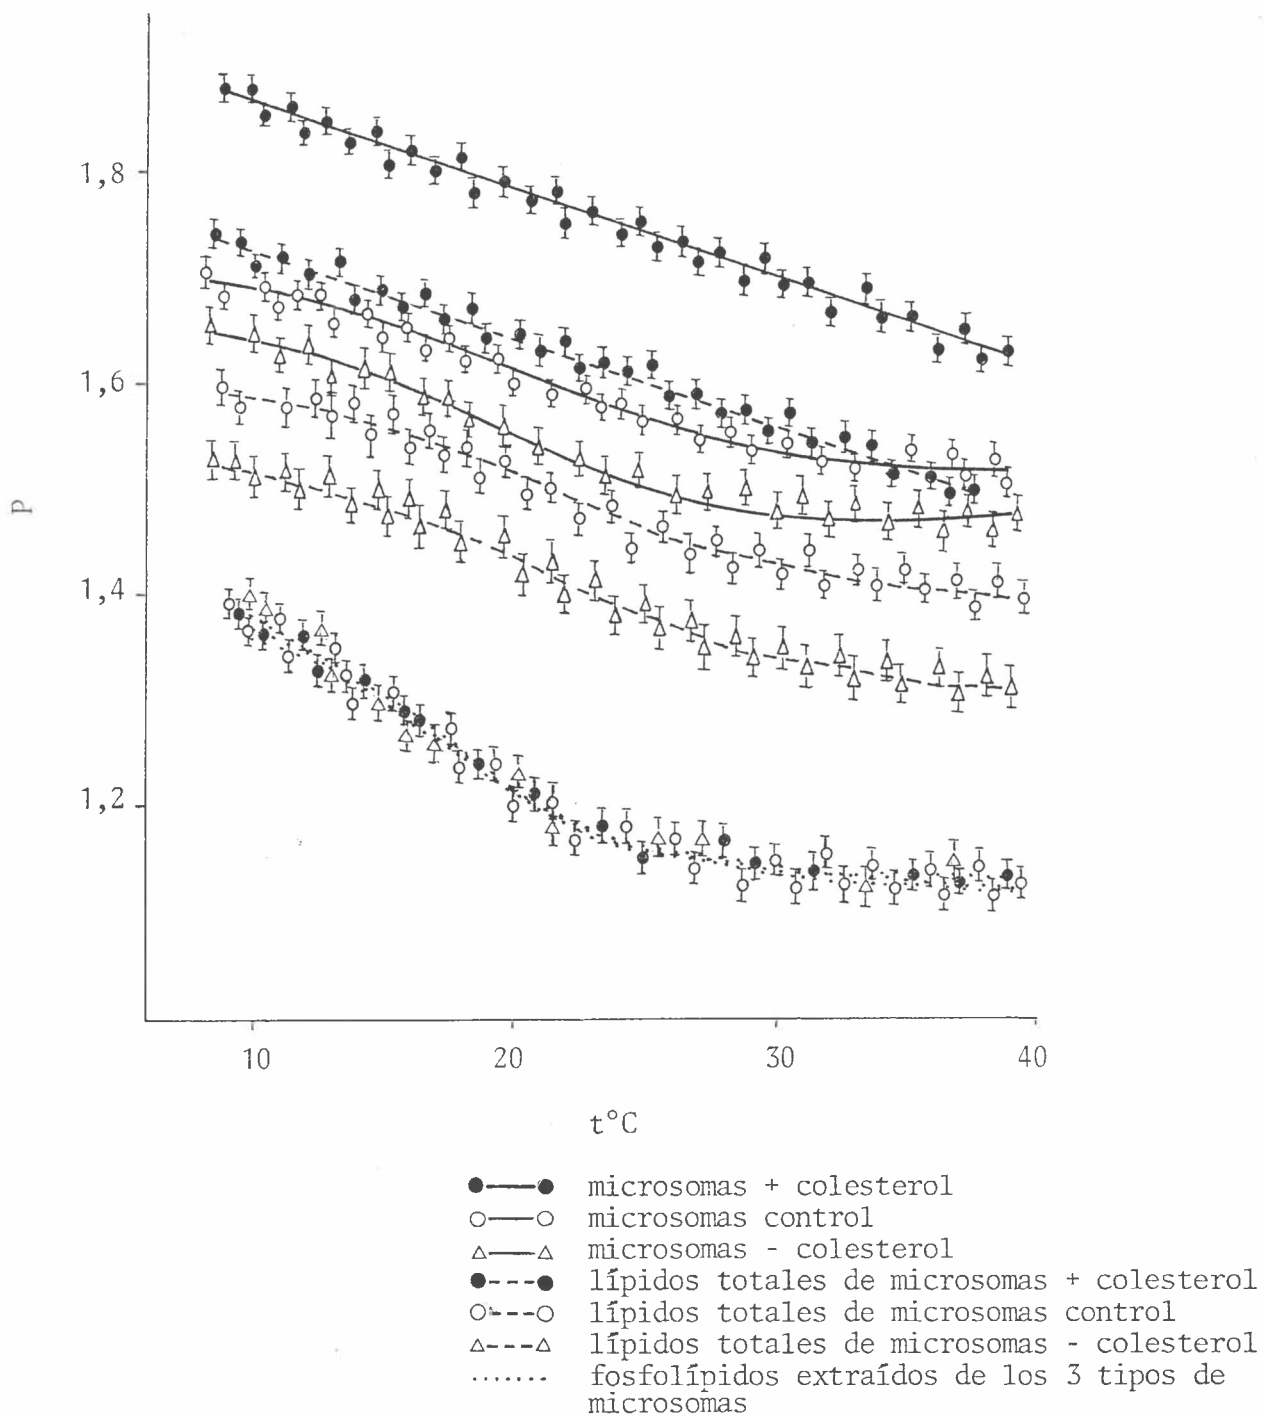 1,8
1,6
1,4
1,2
P
10 20 30 40
t°C
microsomas + colesterol
microsomas control
microsomas - colesterol
lípidos totales de microsomas + colesterol
lípidos totales de microsomas control
lípidos totales de microsomas - colesterol
fosfolípidos extraídos de los 3 tipos de
microsomas